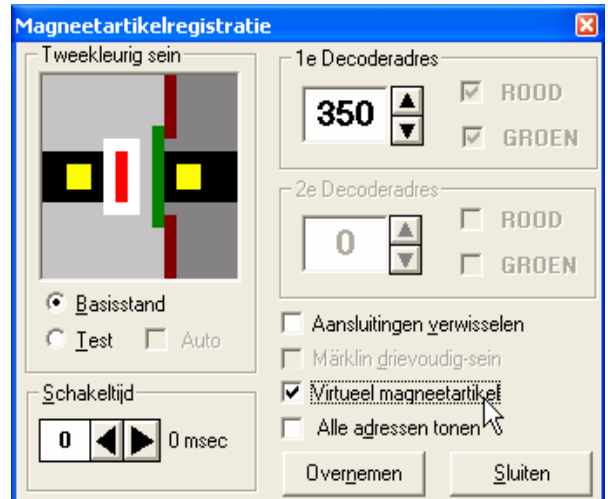 Magneetartikelregistratie
Tweekleurig sein
Basisstand
Test Auto
Schakeltijd
0 0 msec
1e Decoderadres
350 ROOD
GROEN
2e Decoderadres
0 ROOD
GROEN
Aansluitingen verwisselen
Märklin drievoudig-sein
Virtueel magneetartikel
Alle adressen tonen
Overnemen Sluiten